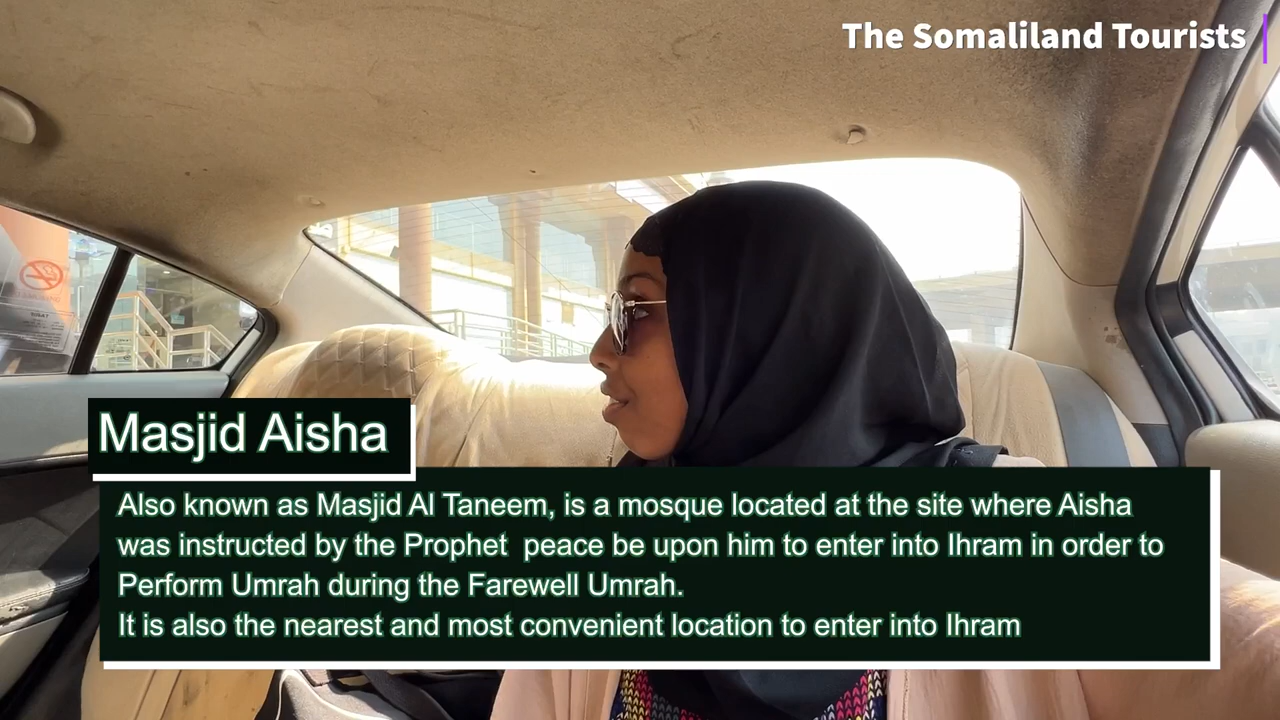 The Somaliland Tourists
Masjid Aisha
Also known as Masjid Al Taneem, is a mosque located at the site where Aisha
was instructed by the Prophet  peace be upon him to enter into Ihram in order to
Perform Umrah during the Farewell Umrah.
It is also the nearest and most convenient location to enter into Ihram